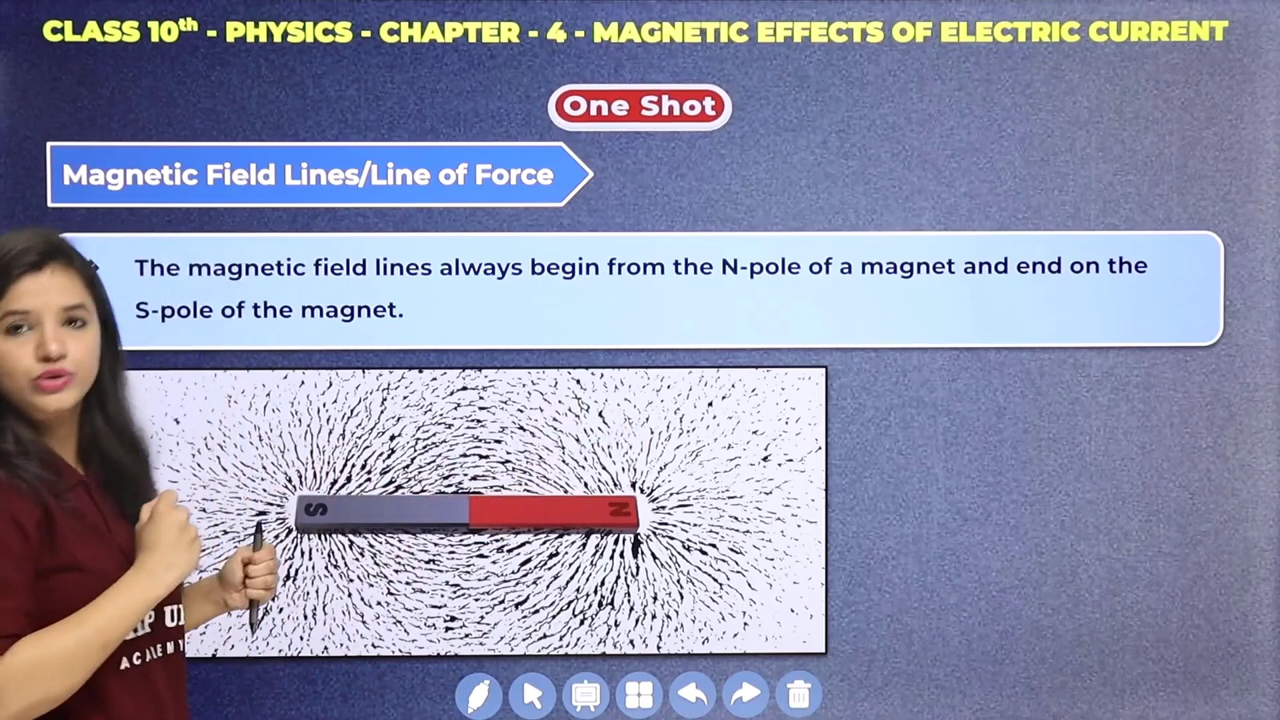 CLASS 10th - PHYSICS - CHAPTER - 4 - MAGNETIC EFFECTS OF ELECTRIC CURRENT
One Shot
Magnetic Field Lines/Line of Force
The magnetic field lines always begin from the N-pole of a magnet and end on the
S-pole of the magnet.
S N